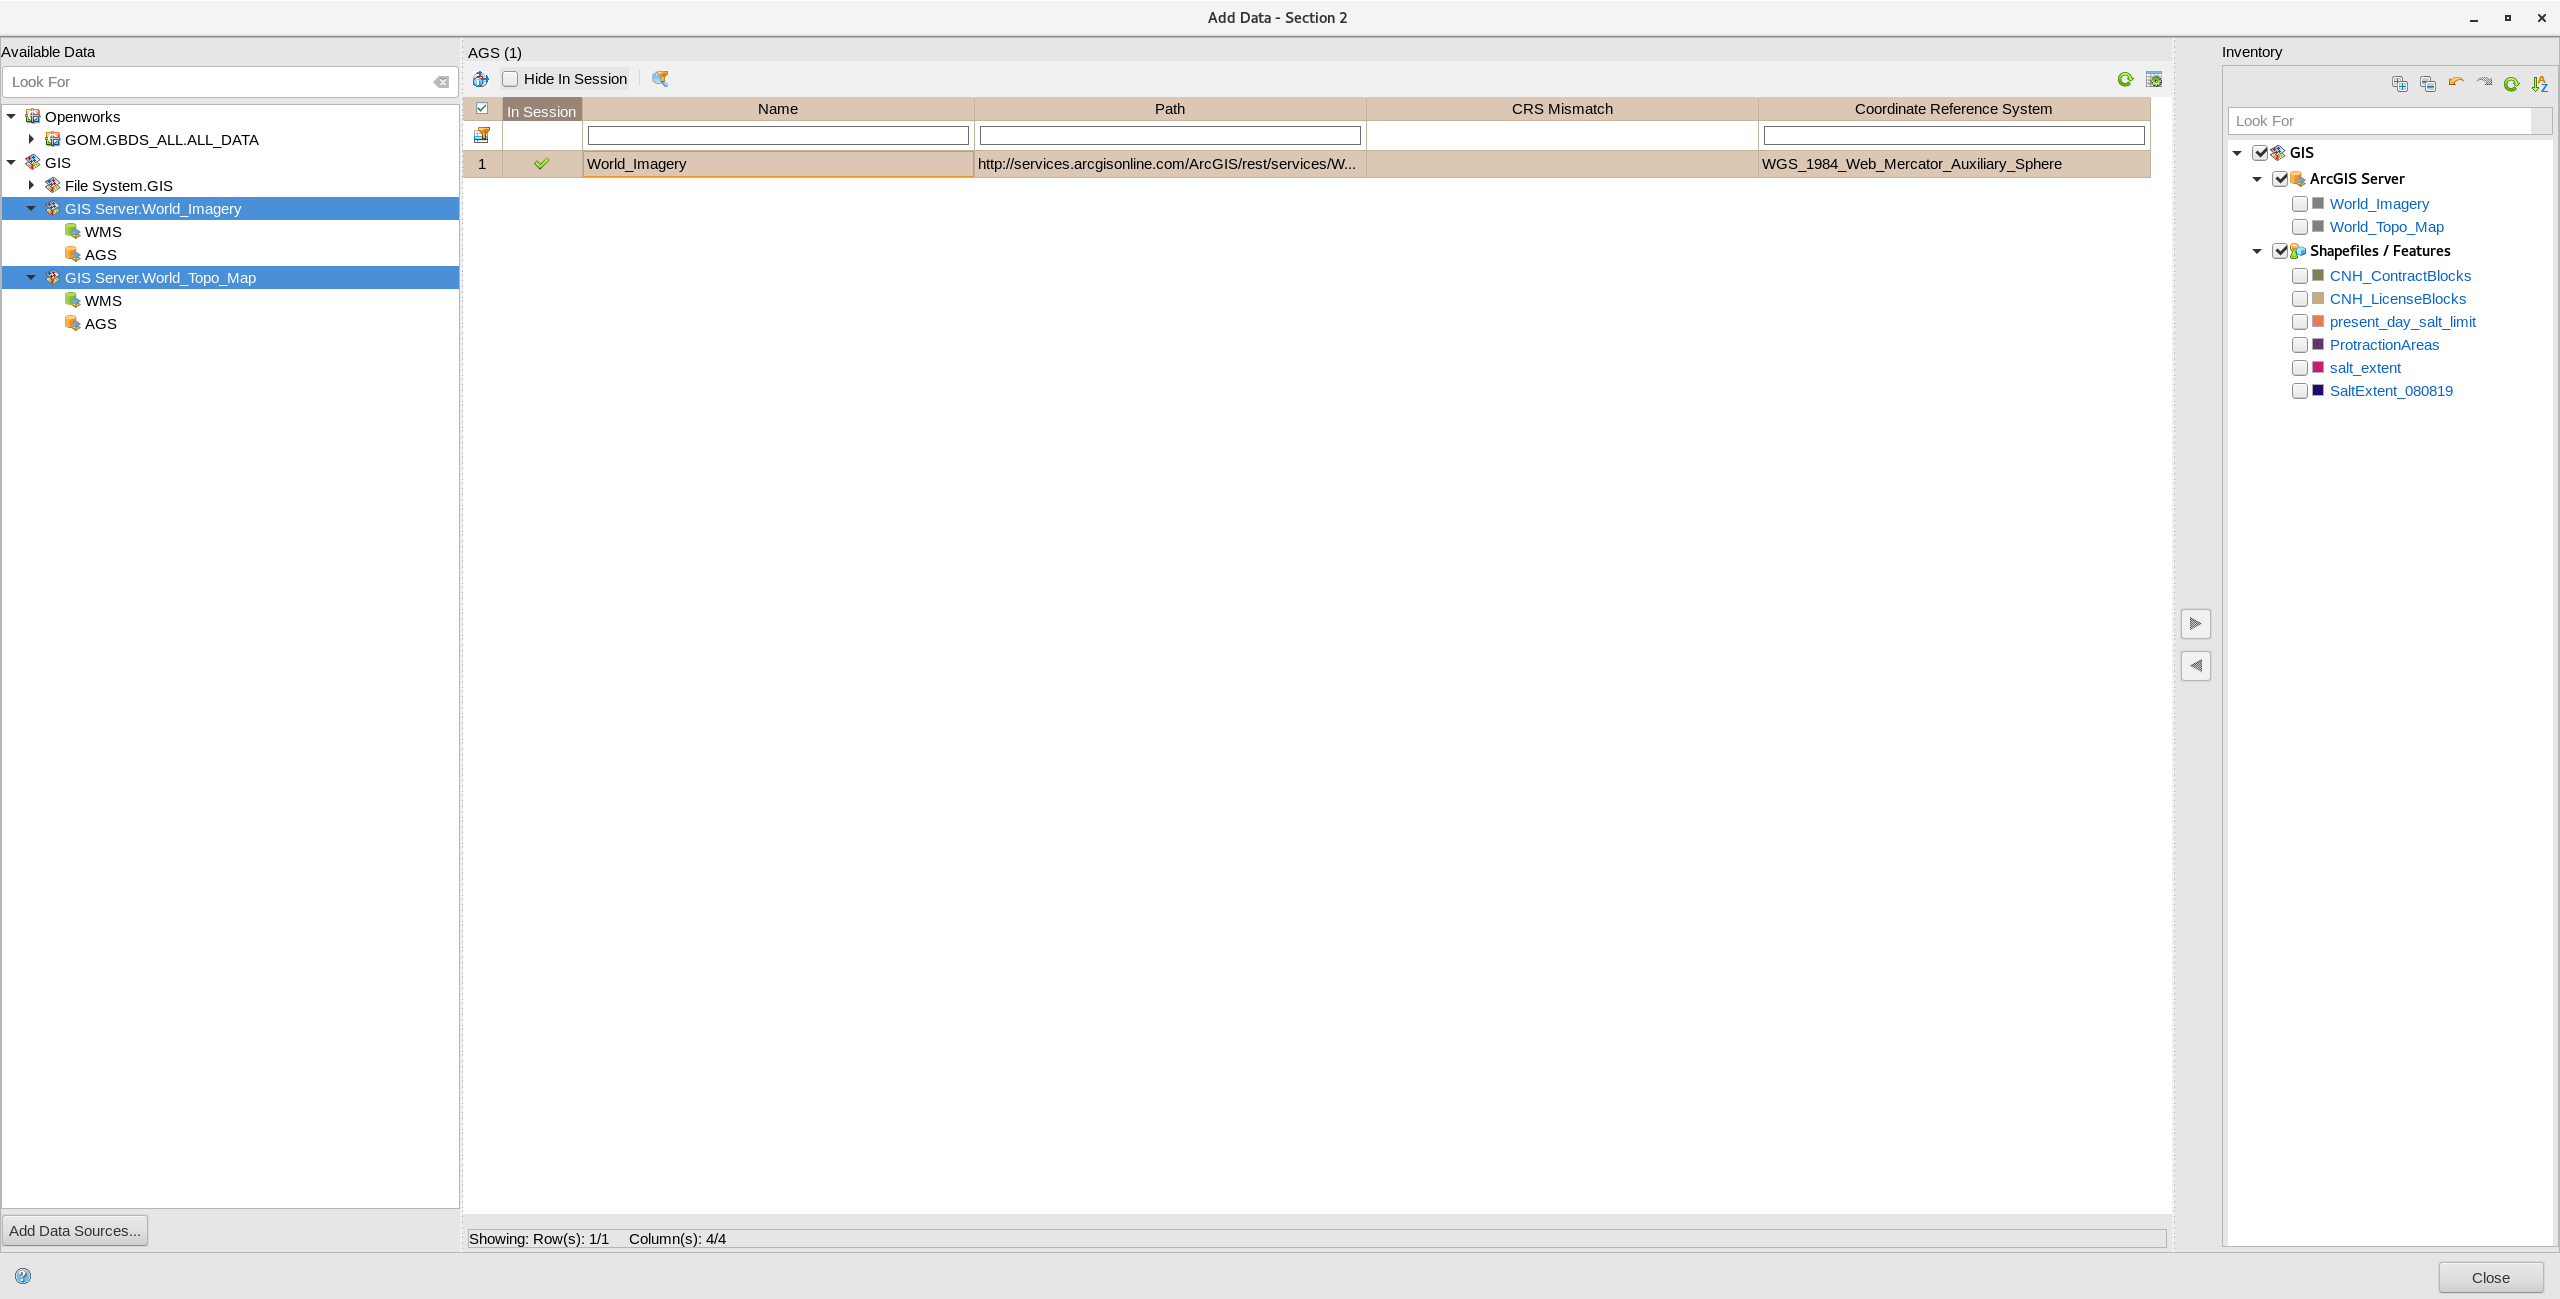 Add Data - Section 2
Available Data
Look For
Openworks
GOM.GBDS_ALL.ALL_DATA
GIS
File System.GIS
GIS Server.World_Imagery
WMS
AGS
GIS Server.World_Topo_Map
WMS
AGS
Add Data Sources...
AGS (1)
Hide In Session
In Session Name Path CRS Mismatch Coordinate Reference System
1 World_Imagery http://services.arcgisonline.com/ArcGIS/rest/services/W... WGS_1984_Web_Mercator_Auxiliary_Sphere
Showing: Row(s): 1/1 Column(s): 4/4
Inventory
Look For
GIS
ArcGIS Server
World_Imagery
World_Topo_Map
Shapefiles / Features
CNH_ContractBlocks
CNH_LicenseBlocks
present_day_salt_limit
ProtractionAreas
salt_extent
SaltExtent_080819
Close